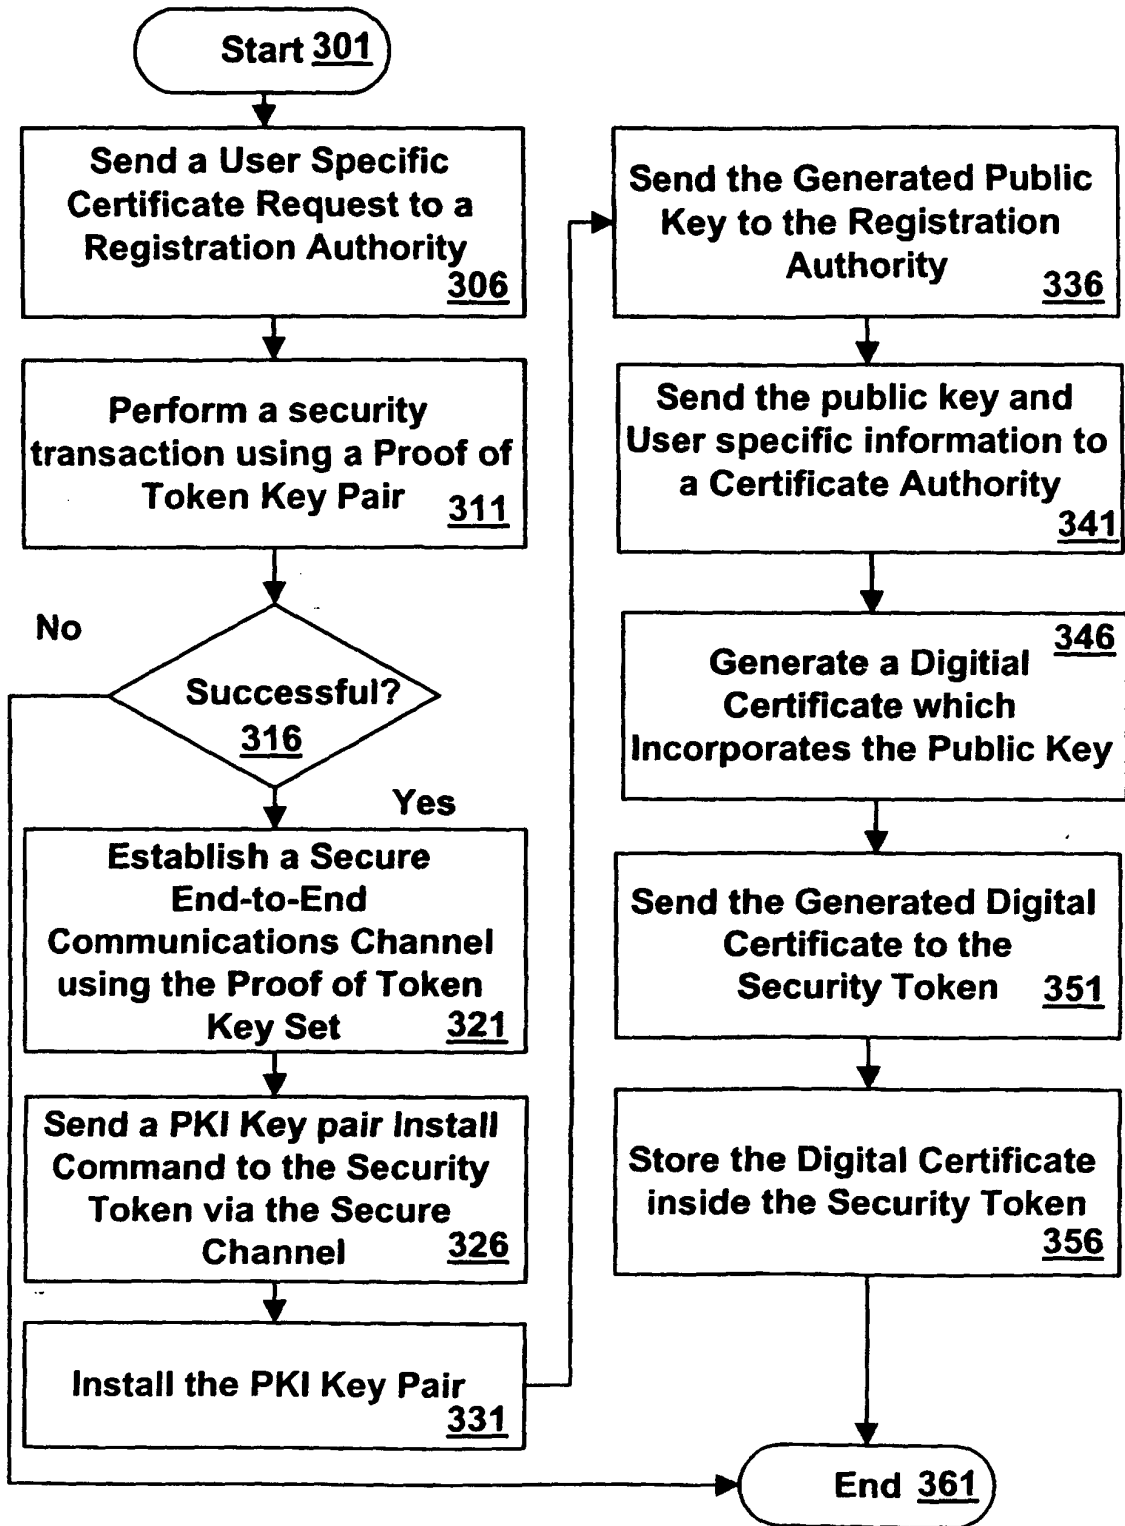 Start 301
Send a User Specific
Certificate Request to a
Registration Authority
306
Perform a security
transaction using a Proof of
Token Key Pair 311
No
Successful?
316
Yes
Establish a Secure
End-to-End
Communications Channel
using the Proof of Token
Key Set 321
Send a PKI Key pair Install
Command to the Security
Token via the Secure
Channel 326
Install the PKI Key Pair
331
Send the Generated Public
Key to the Registration
Authority
336
Send the public key and
User specific information to
a Certificate Authority
341
346
Generate a Digitial
Certificate which
Incorporates the Public Key
Send the Generated Digital
Certificate to the
Security Token 351
Store the Digital Certificate
inside the Security Token
356
End 361